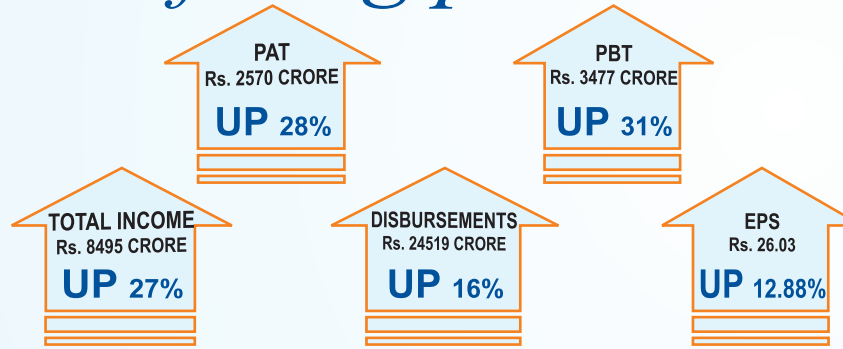 PAT
Rs. 2570 CRORE
UP 28%
PBT
Rs. 3477 CRORE
UP 31%
TOTAL INCOME
Rs. 8495 CRORE
UP 27%
DISBURSEMENTS
Rs. 24519 CRORE
UP 16%
EPS
Rs. 26.03
UP 12.88%